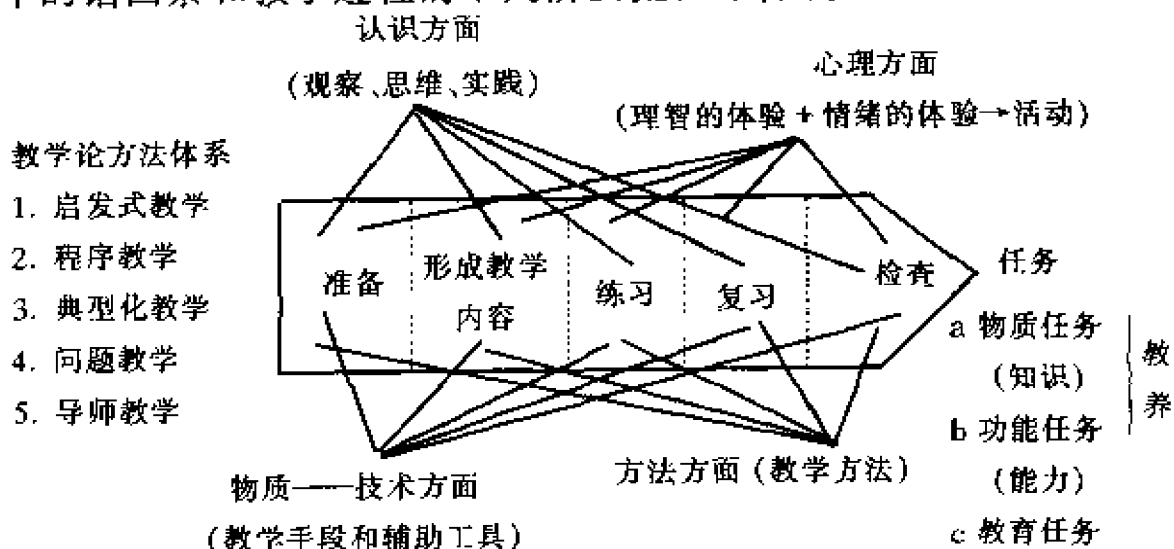 认识方面
(观察、思维、实践)
心理方面
(理智的体验+情绪的体验→活动)
教学论方法体系
1. 启发式教学
2. 程序教学
3. 典型化教学
4. 问题教学
5. 导师教学
准备
形成教学
内容
练习
复习
检查
任务
a 物质任务
(知识)
b 功能任务
(能力)
c 教育任务
教
养
物质——技术方面
(教学手段和辅助工具)
方法方面(教学方法)